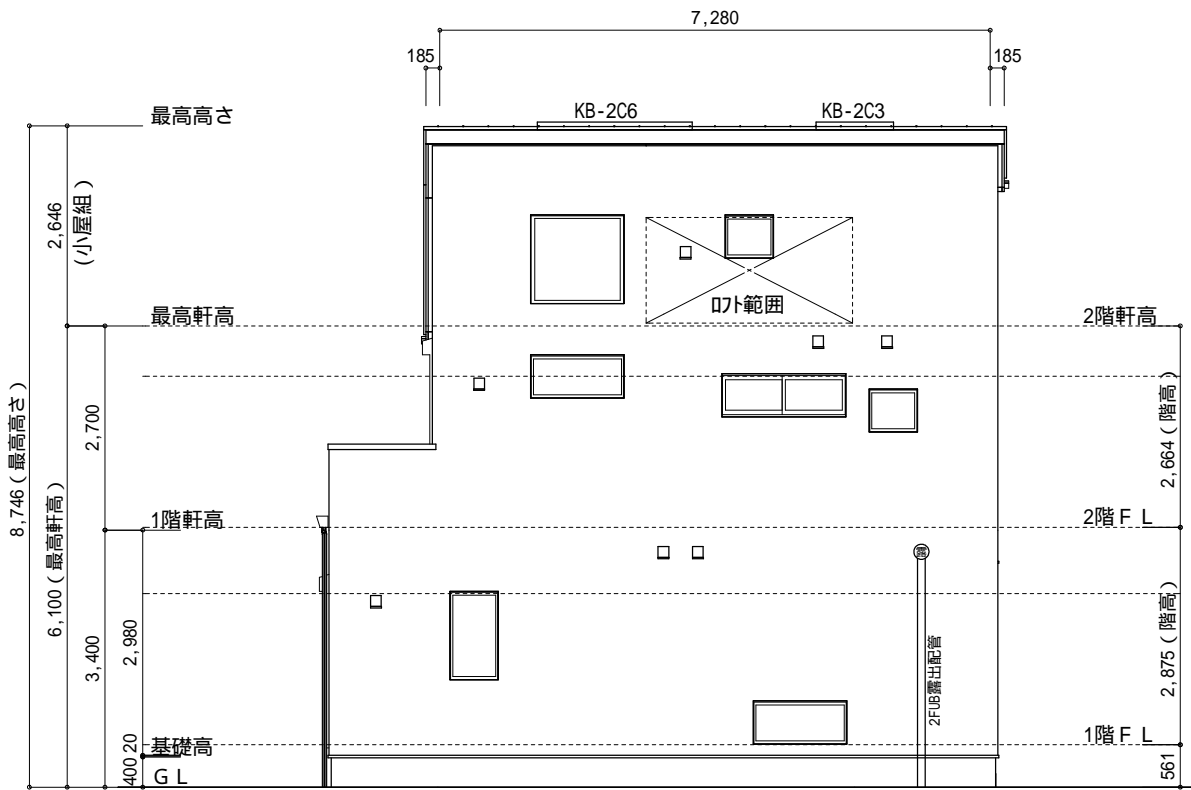 7,280
185
185
KB-2C6
KB-2C3
最高高さ
2,646
(小屋組)
ロフト範囲
最高軒高
2階軒高
8,746(最高高さ)
6,100(最高軒高)
2,700
2,664(階高)
1階軒高
2階FL
露
3,400
2,980
2FUB露出配管
2,875(階高)
基礎高
1階FL
20
400
GL
561